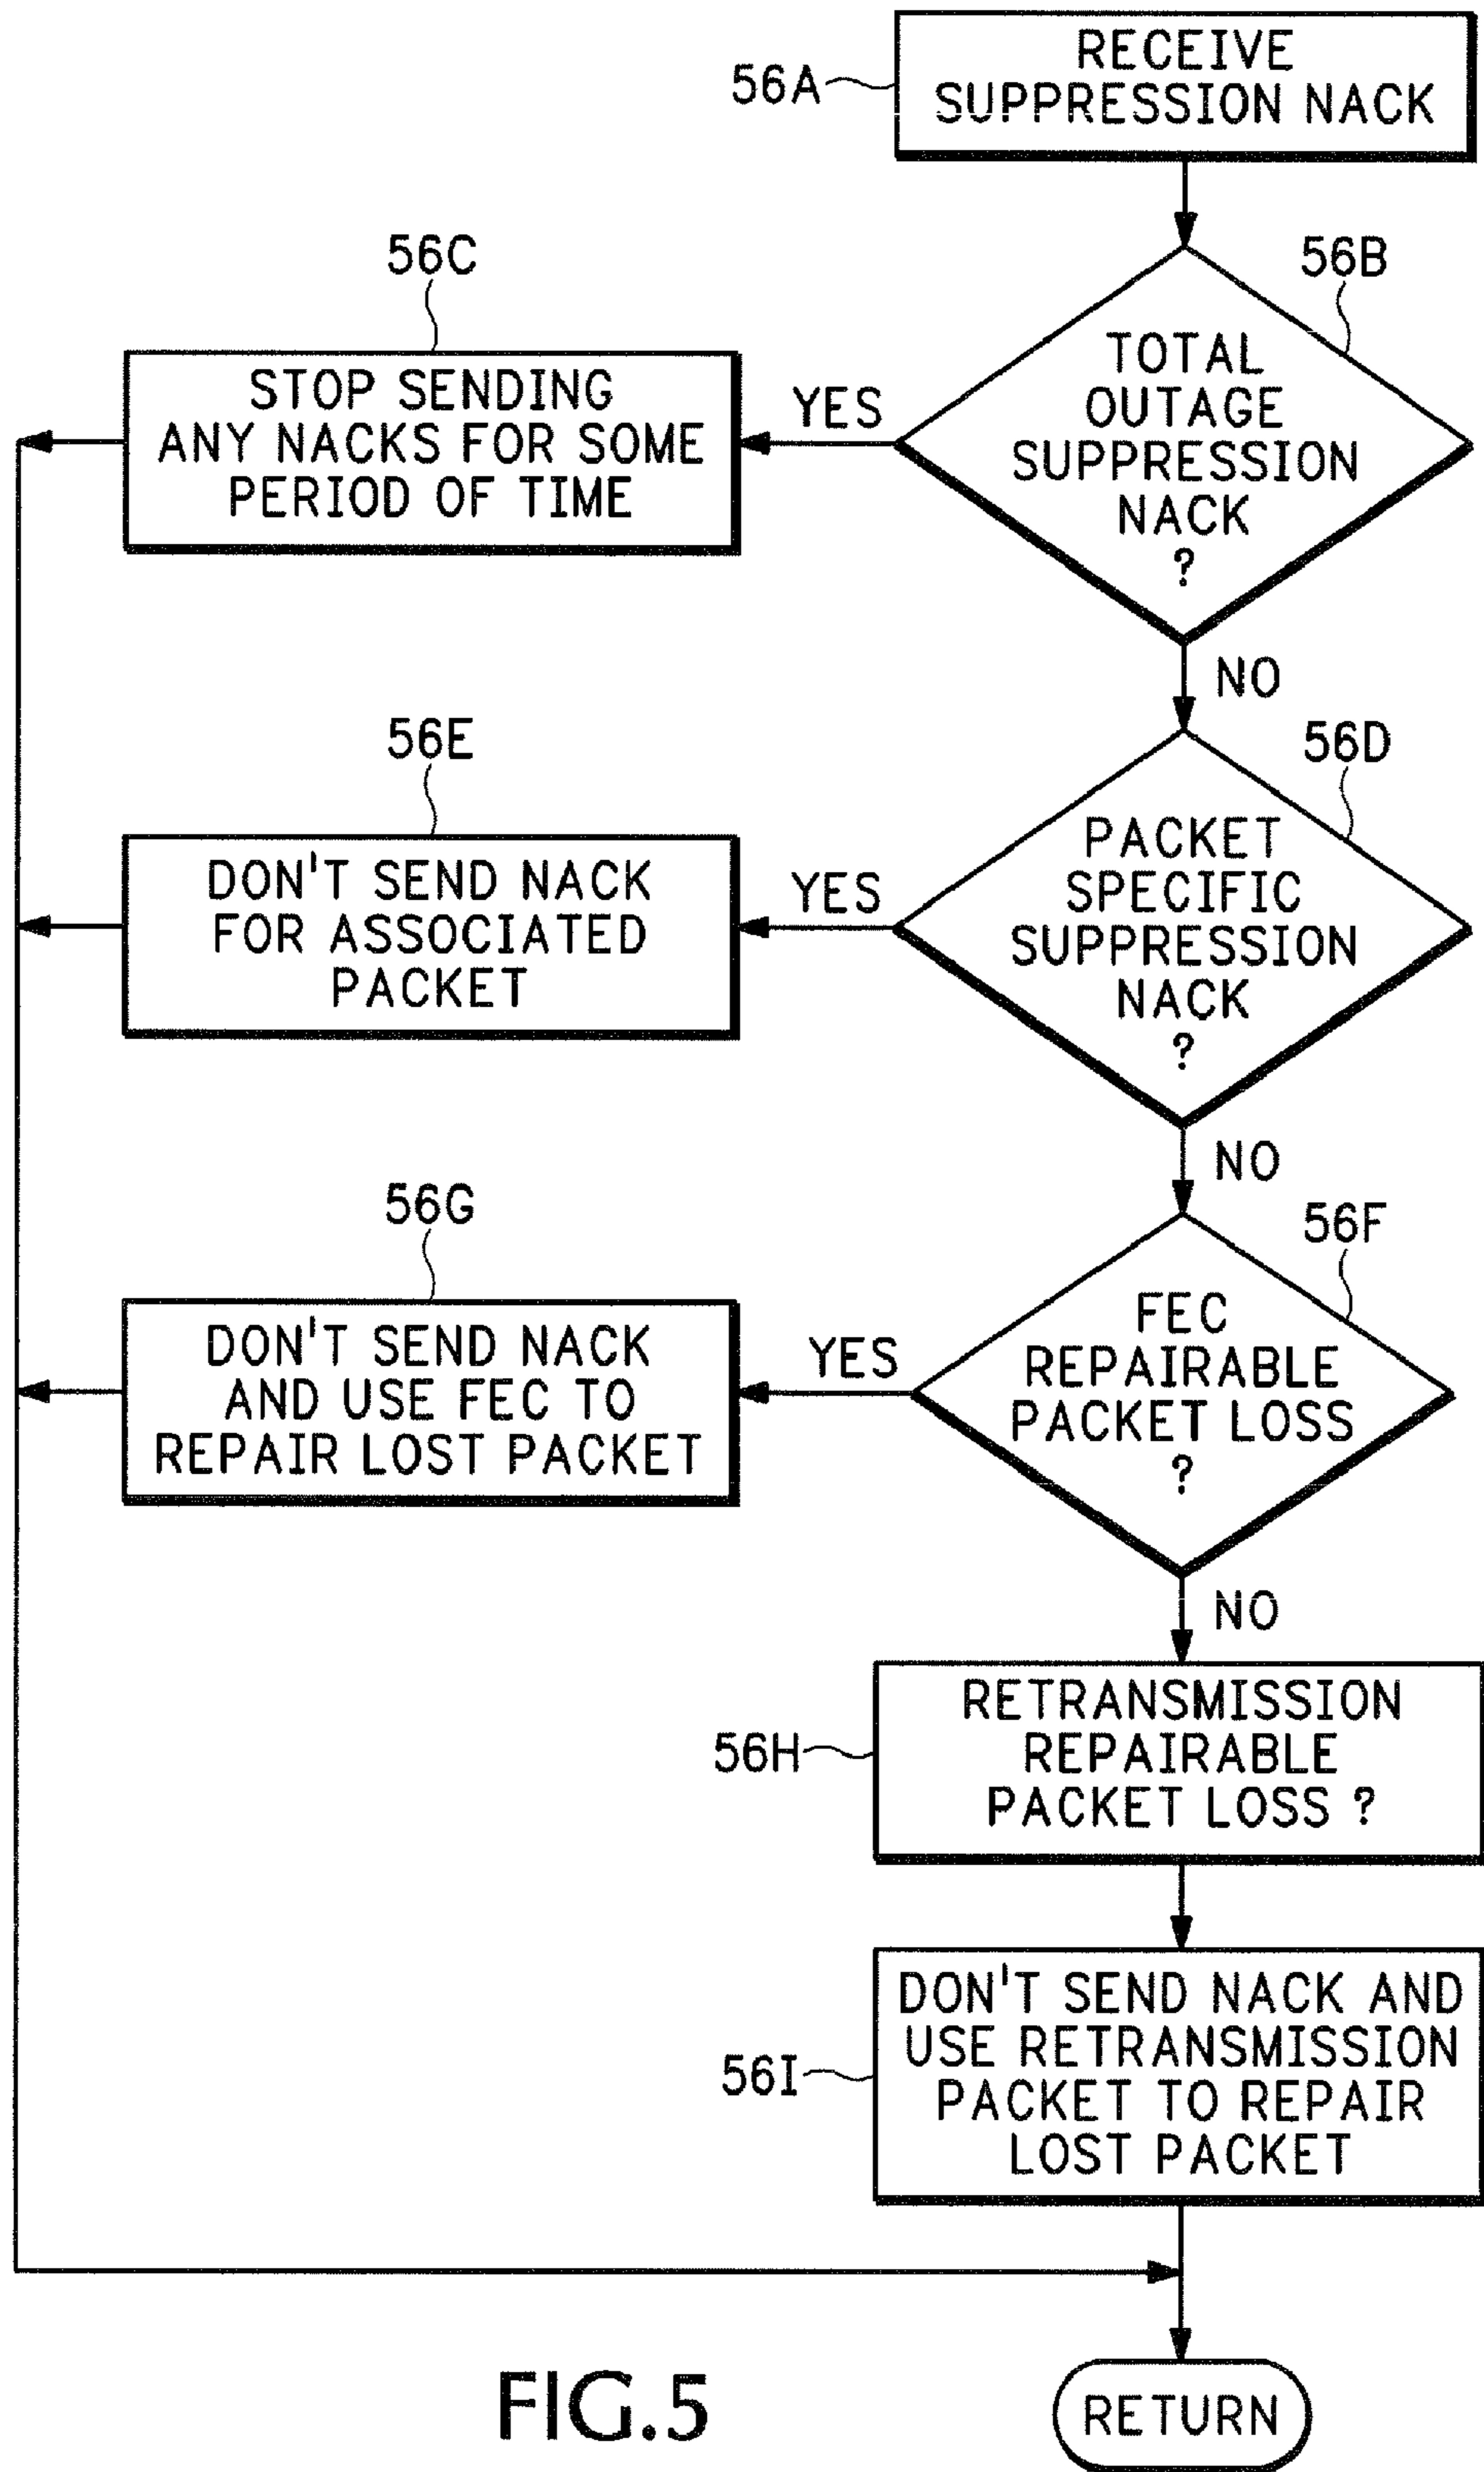 RECEIVE
SUPPRESSION NACK
56A
56B
TOTAL
OUTAGE
SUPPRESSION
NACK
?
YES
56C
STOP SENDING
ANY NACKS FOR SOME
PERIOD OF TIME
NO
56D
PACKET
SPECIFIC
SUPPRESSION
NACK
?
YES
56E
DON'T SEND NACK
FOR ASSOCIATED
PACKET
NO
56F
FEC
REPAIRABLE
PACKET LOSS
?
YES
56G
DON'T SEND NACK
AND USE FEC TO
REPAIR LOST PACKET
NO
56H
RETRANSMISSION
REPAIRABLE
PACKET LOSS ?
56I
DON'T SEND NACK AND
USE RETRANSMISSION
PACKET TO REPAIR
LOST PACKET
RETURN
FIG.5